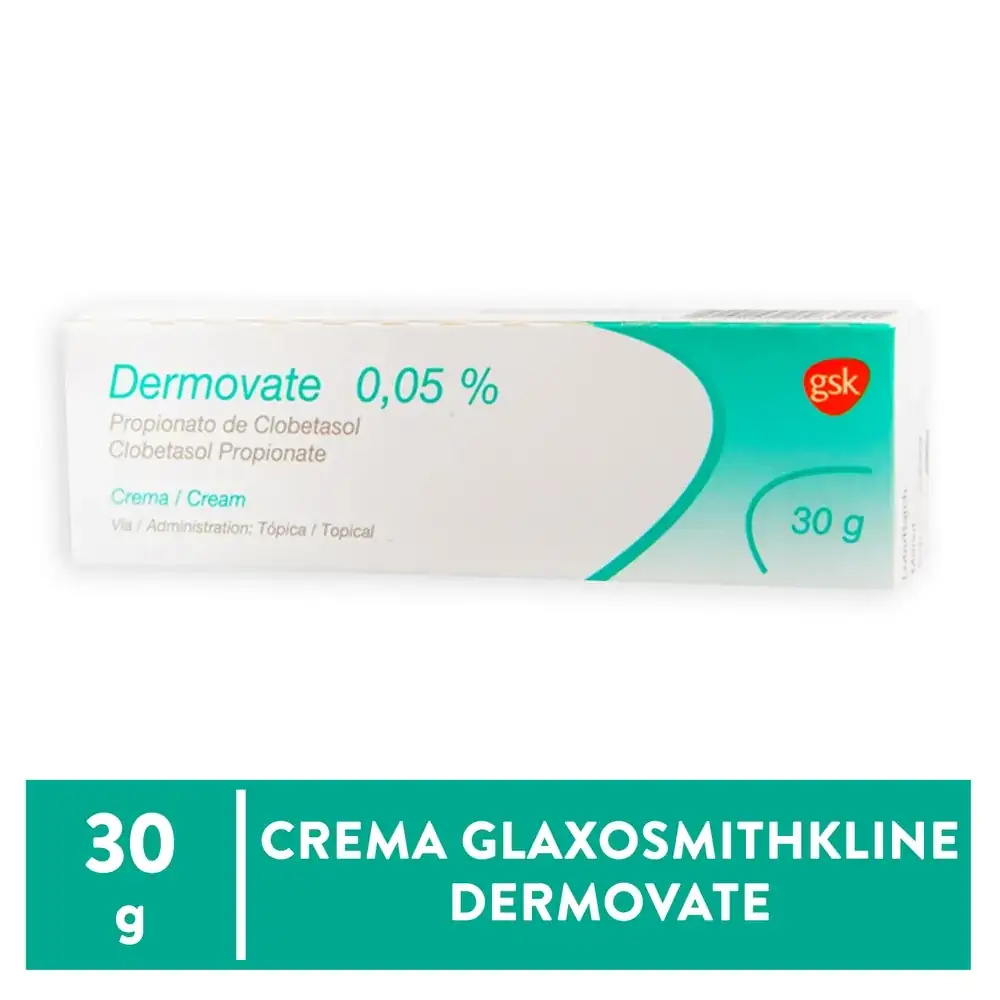 Dermovate 0,05 %
Propionato de Clobetasol
Clobetasol Propionate
Crema / Cream
Vía / Administration: Tópica / Topical
gsk
30 g
30
g
CREMA GLAXOSMITHKLINE
DERMOVATE